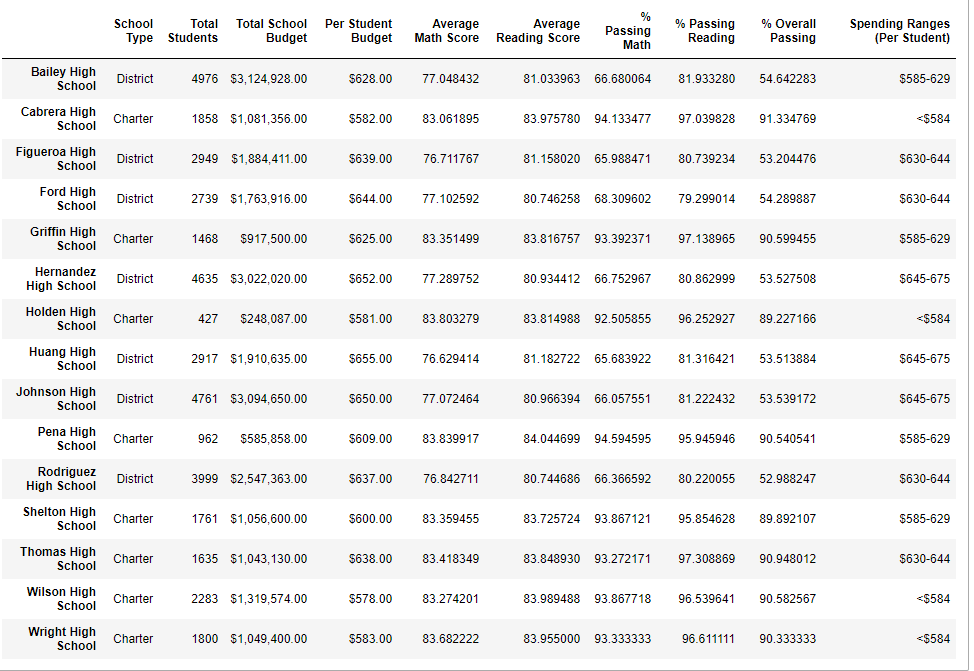 School Type Total Students Total School Budget Per Student Budget Average Math Score Average Reading Score % Passing Math % Passing Reading % Overall Passing Spending Ranges (Per Student)
Bailey High School District 4976 $3,124,928.00 $628.00 77.048432 81.033963 66.680064 81.933280 54.642283 $585-629
Cabrera High School Charter 1858 $1,081,356.00 $582.00 83.061895 83.975780 94.133477 97.039828 91.334769 <$584
Figueroa High School District 2949 $1,884,411.00 $639.00 76.711767 81.158020 65.988471 80.739234 53.204476 $630-644
Ford High School District 2739 $1,763,916.00 $644.00 77.102592 80.746258 68.309602 79.299014 54.289887 $630-644
Griffin High School Charter 1468 $917,500.00 $625.00 83.351499 83.816757 93.392371 97.138965 90.599455 $585-629
Hernandez High School District 4635 $3,022,020.00 $652.00 77.289752 80.934412 66.752967 80.862999 53.527508 $645-675
Holden High School Charter 427 $248,087.00 $581.00 83.803279 83.814988 92.505855 96.252927 89.227166 <$584
Huang High School District 2917 $1,910,635.00 $655.00 76.629414 81.182722 65.683922 81.316421 53.513884 $645-675
Johnson High School District 4761 $3,094,650.00 $650.00 77.072464 80.966394 66.057551 81.222432 53.539172 $645-675
Pena High School Charter 962 $585,858.00 $609.00 83.839917 84.044699 94.594595 95.945946 90.540541 $585-629
Rodriguez High School District 3999 $2,547,363.00 $637.00 76.842711 80.744686 66.366592 80.220055 52.988247 $630-644
Shelton High School Charter 1761 $1,056,600.00 $600.00 83.359455 83.725724 93.867121 95.854628 89.892107 $585-629
Thomas High School Charter 1635 $1,043,130.00 $638.00 83.418349 83.848930 93.272171 97.308869 90.948012 $630-644
Wilson High School Charter 2283 $1,319,574.00 $578.00 83.274201 83.989488 93.867718 96.539641 90.582567 <$584
Wright High School Charter 1800 $1,049,400.00 $583.00 83.682222 83.955000 93.333333 96.611111 90.333333 <$584